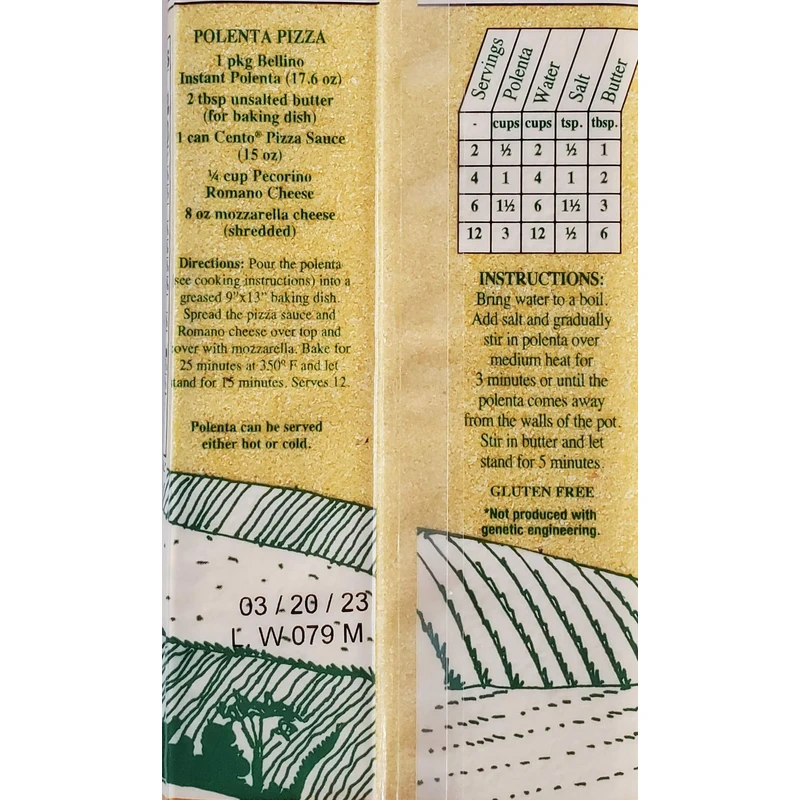 POLENTA PIZZA
1 pkg Bellino
Instant Polenta (17.6 oz)
2 tbsp unsalted butter
(for baking dish)
1 can Cento® Pizza Sauce
(15 oz)
¼ cup Pecorino
Romano Cheese
8 oz mozzarella cheese
(shredded)
Directions: Pour the polenta
see cooking instructions) into a
greased 9"x13" baking dish.
Spread the pizza sauce and
Romano cheese over top and
over with mozzarella. Bake for
25 minutes at 350º F and let
tand for 15 minutes. Serves 12.
Polenta can be served
either hot or cold.
03 / 20 / 23
L W-079 M
Servings Polenta Water Salt Butter
- cups cups tsp. tbsp.
2 ½ 2 ½ 1
4 1 4 1 2
6 1½ 6 1½ 3
12 3 12 ½ 6
INSTRUCTIONS:
Bring water to a boil.
Add salt and gradually
stir in polenta over
medium heat for
3 minutes or until the
polenta comes away
from the walls of the pot.
Stir in butter and let
stand for 5 minutes.
GLUTEN FREE
*Not produced with
genetic engineering.